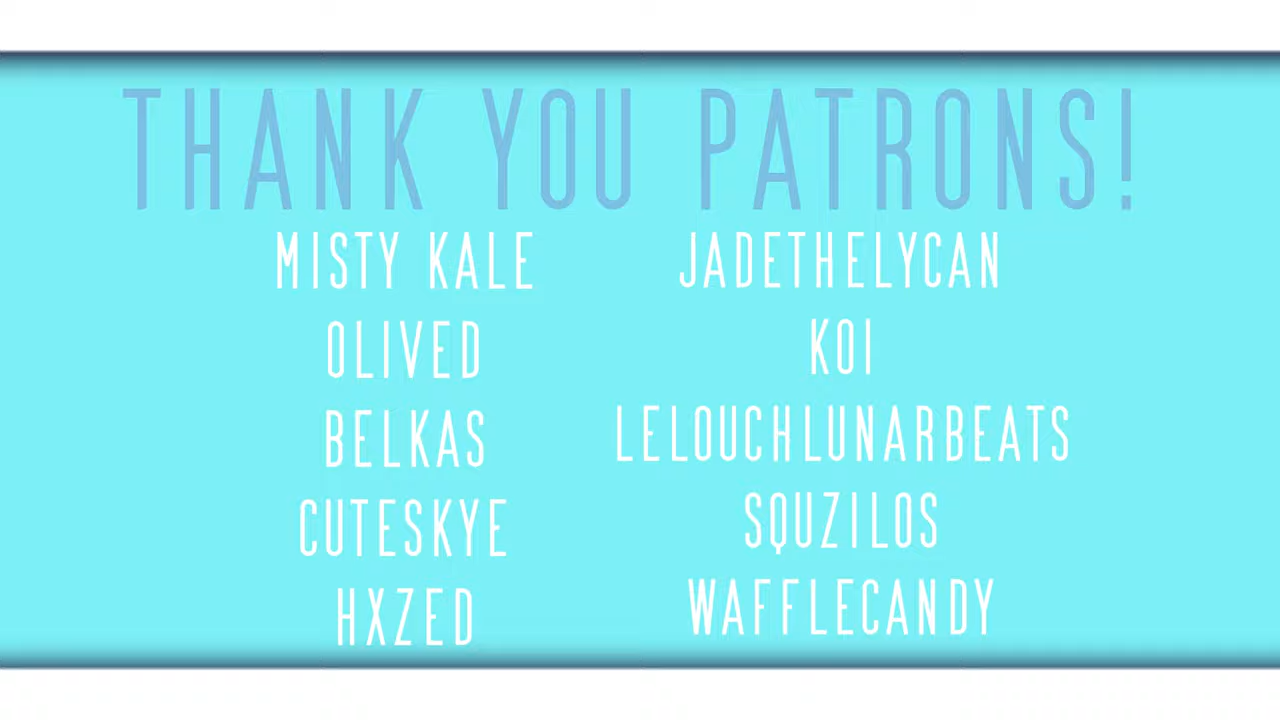 THANK YOU PATRONS!
MISTY KALE
OLIVED
BELKAS
CUTESKYE
HXZED
JADETHELYCAN
KOI
LELOUCHLUNARBEATS
SQUZILOS
WAFFLECANDY